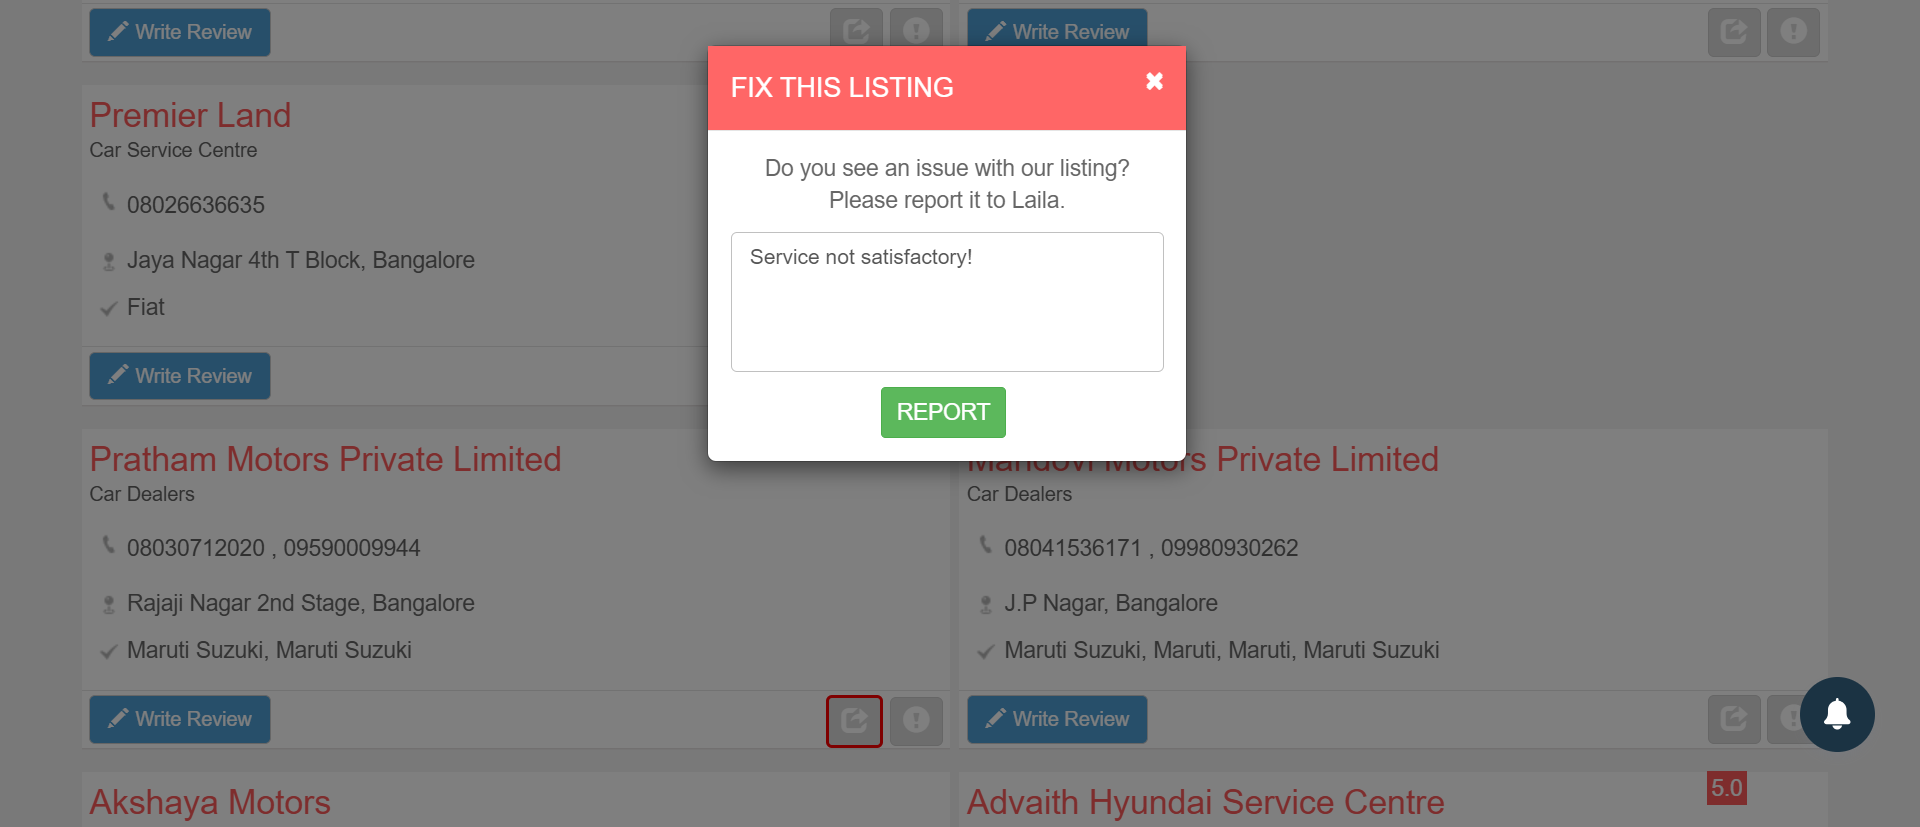 Write Review
Write Review
FIX THIS LISTING
Do you see an issue with our listing?
Please report it to Laila.
Service not satisfactory!
REPORT
Premier Land
Car Service Centre
08026636635
Jaya Nagar 4th T Block, Bangalore
Fiat
Write Review
Pratham Motors Private Limited
Car Dealers
08030712020 , 09590009944
Rajaji Nagar 2nd Stage, Bangalore
Maruti Suzuki, Maruti Suzuki
Write Review
Mandovi Motors Private Limited
Car Dealers
08041536171 , 09980930262
J.P Nagar, Bangalore
Maruti Suzuki, Maruti, Maruti, Maruti Suzuki
Write Review
Akshaya Motors
Advaith Hyundai Service Centre
5.0